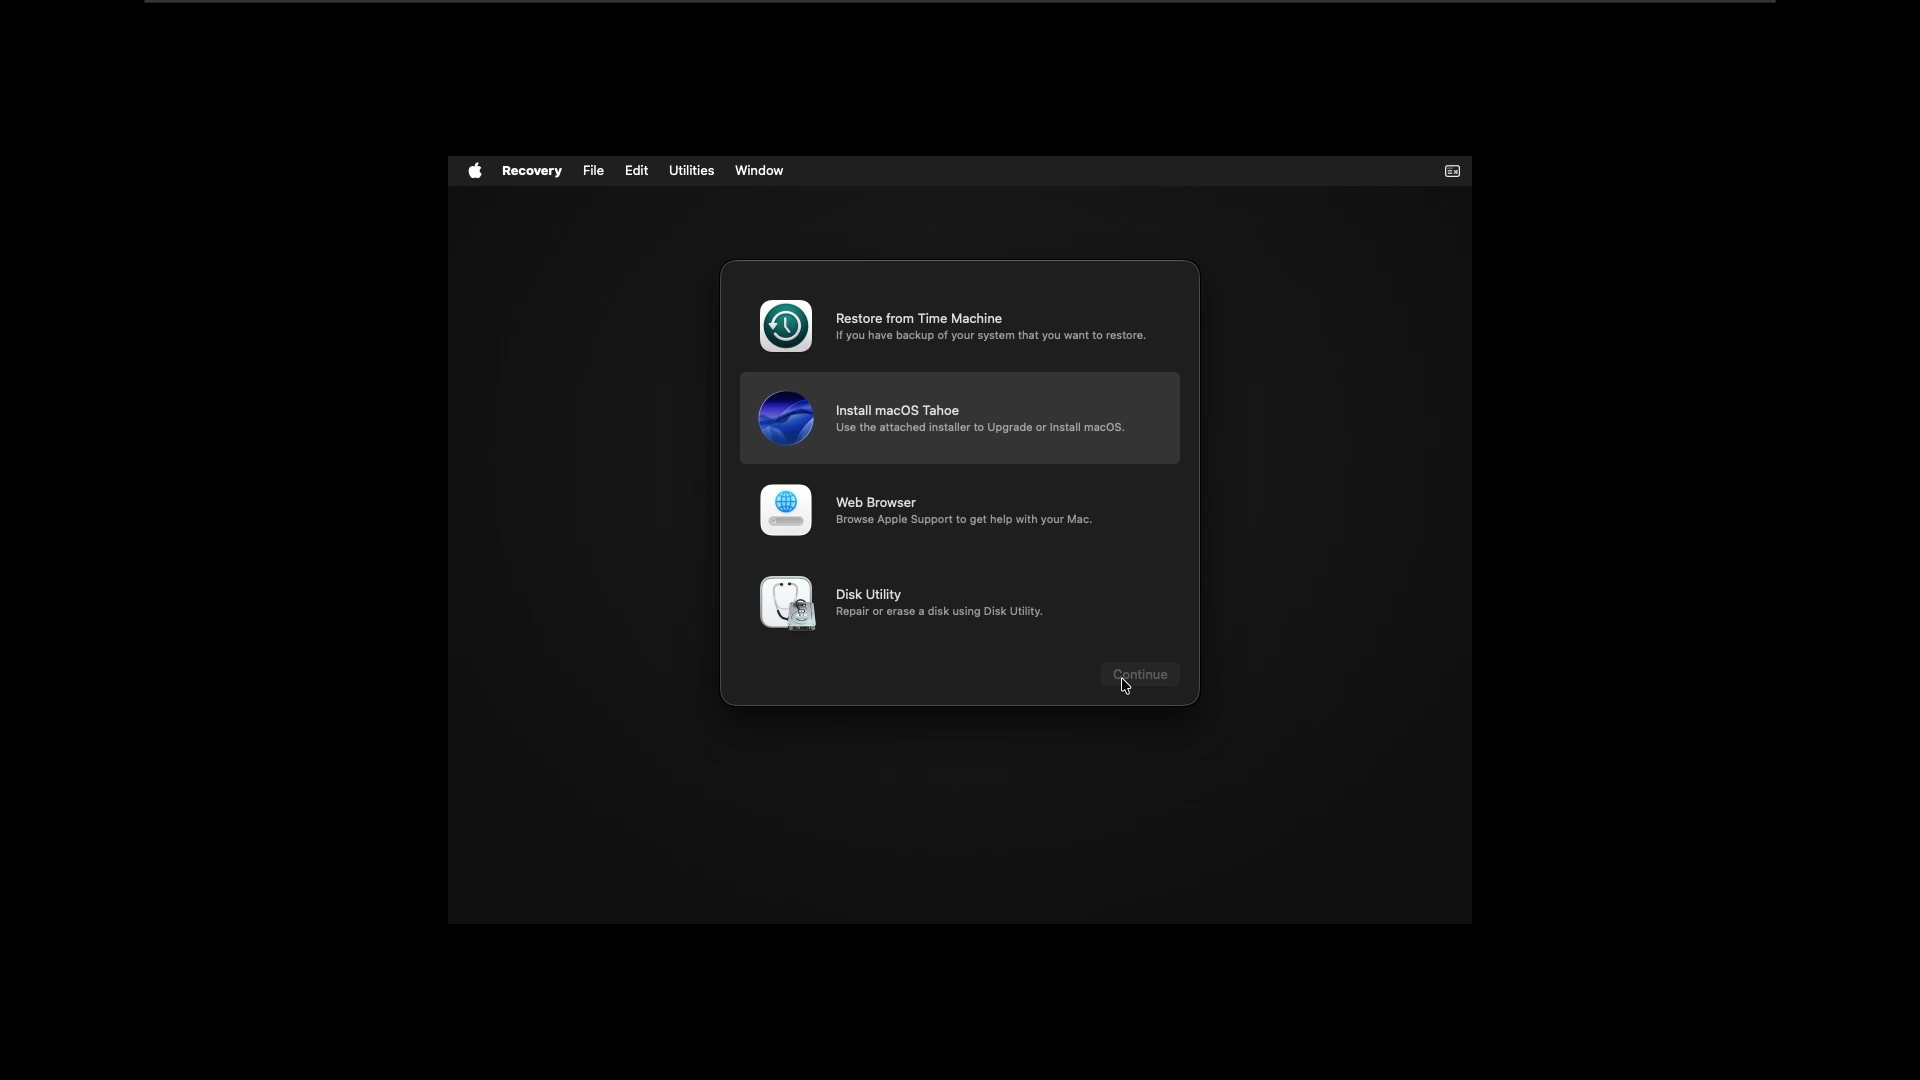 Recovery File Edit Utilities Window
Restore from Time Machine
If you have backup of your system that you want to restore.
Install macOS Tahoe
Use the attached installer to Upgrade or Install macOS.
Web Browser
Browse Apple Support to get help with your Mac.
Disk Utility
Repair or erase a disk using Disk Utility.
Continue